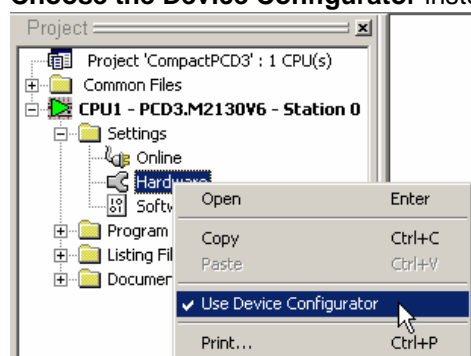 Choose the Device Configurator
Project
Project 'CompactPCD3' : 1 CPU(s)
Common Files
CPU1 - PCD3.M2130V6 - Station 0
Settings
Online
Hardware
Open Enter
Copy Ctrl+C
Paste Ctrl+V
Program
Use Device Configurator
Print... Ctrl+P